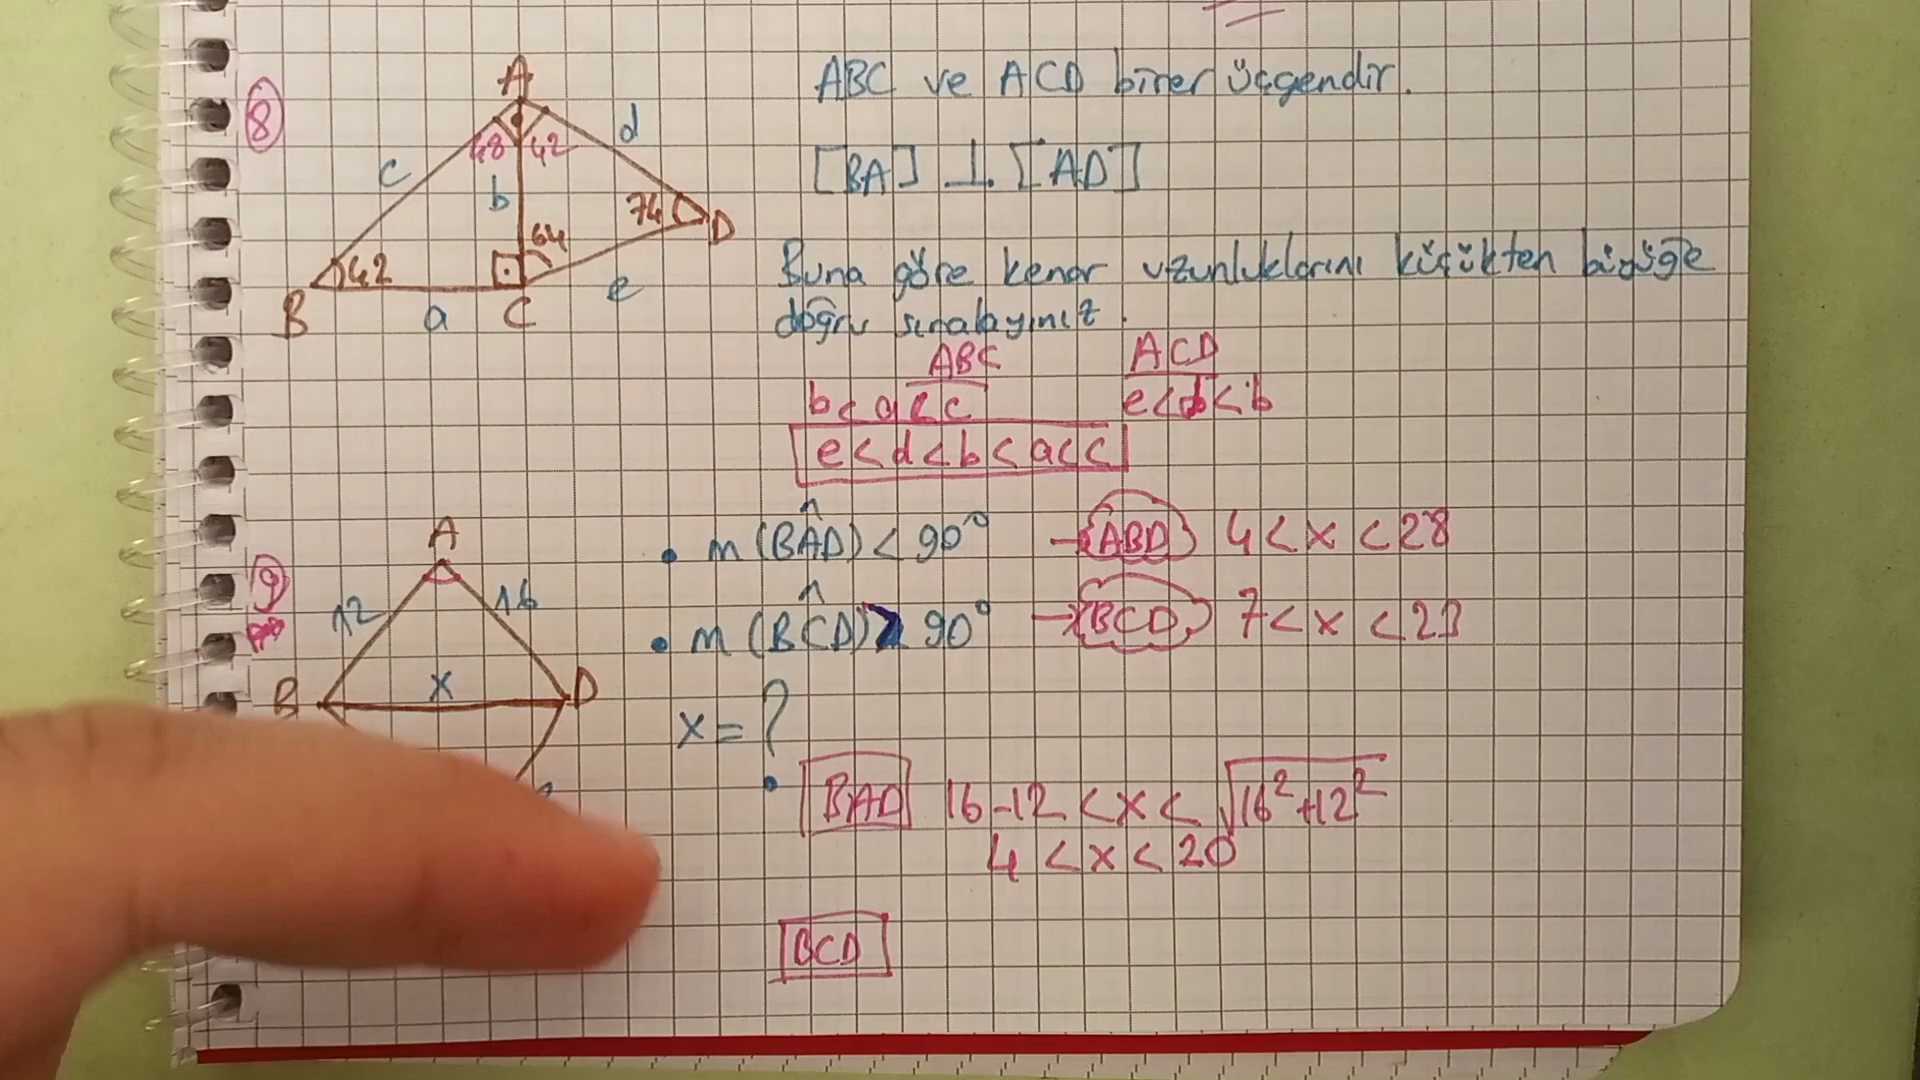 8
A
48 42
c
b
d
74
D
64
42
B
a
C
e
ABC ve ACD birer üçgendir.
[BA] ⊥ [AD]
Buna göre kenar uzunluklarını küçükten büyüğe
doğru sıralayınız.
ABC ACD
b<a<c e<d<b
e<d<b<a<c
9
A
12
16
B
x
D
• m(BÂD) < 90° → ABD 4<x<28
• m(BĈD) > 90° → BCD 7<x<23
x=?
• BAD 16-12 < x < √16²+12²
4 < x < 20
BCD